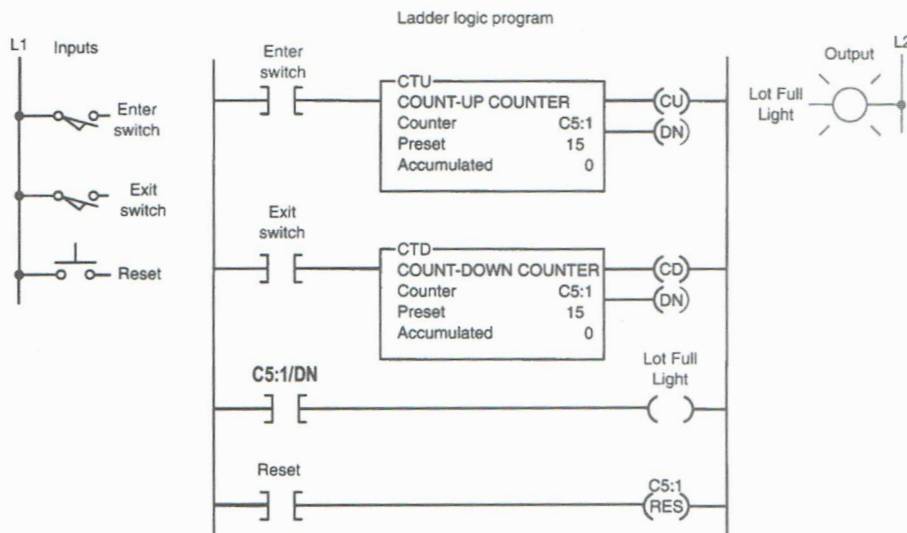 Ladder logic program
L1
Inputs
Enter
switch
Exit
switch
Reset
Enter
switch
CTU
COUNT-UP COUNTER
Counter C5:1
Preset 15
Accumulated 0
CU
DN
Exit
switch
CTD
COUNT-DOWN COUNTER
Counter C5:1
Preset 15
Accumulated 0
CD
DN
C5:1/DN
Lot Full
Light
Reset
C5:1
RES
Output
L2
Lot Full
Light